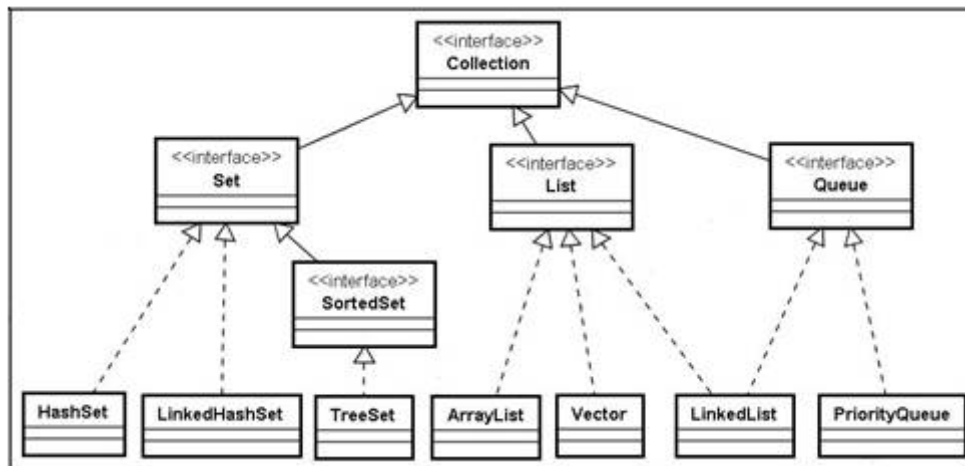 <<interface>>
Collection
<<interface>>
Set
<<interface>>
List
<<interface>>
Queue
<<interface>>
SortedSet
HashSet
LinkedHashSet
TreeSet
ArrayList
Vector
LinkedList
PriorityQueue